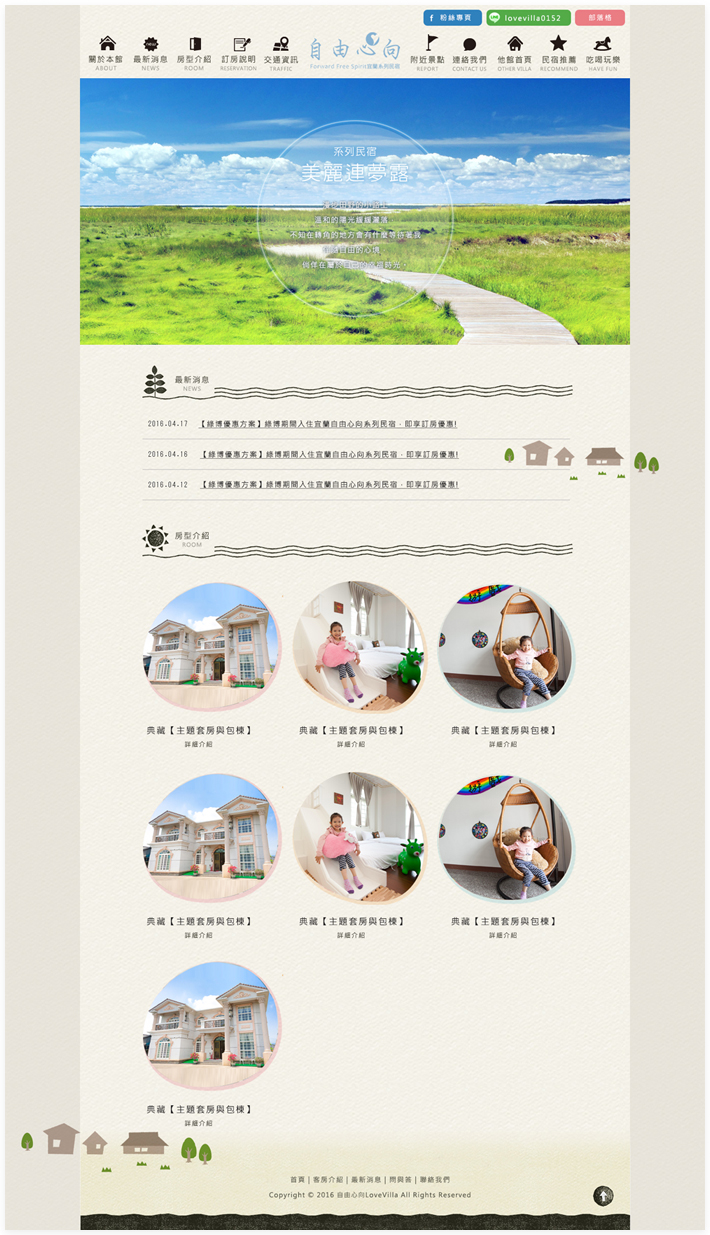 粉絲專頁
lovevilla0152
部落格
關於本館 最新消息 房型介紹 訂房說明 交通資訊
ABOUT NEWS ROOM RESERVATION TRAFFIC
自由心向
Forward Free Spirit宜蘭系列民宿
附近景點 連絡我們 他館首頁 民宿推薦 吃喝玩樂
REPORT CONTACT US OTHER VILLA RECOMMEND HAVE FUN
系列民宿
美麗連夢露
溫和的陽光緩緩灑落
不知在轉角的地方會有什麼等待著我
最新消息
NEWS
2016.04.17 【綠博優惠方案】綠博期間入住宜蘭自由心向系列民宿，即享訂房優惠!
2016.04.16 【綠博優惠方案】綠博期間入住宜蘭自由心向系列民宿，即享訂房優惠!
2016.04.12 【綠博優惠方案】綠博期間入住宜蘭自由心向系列民宿，即享訂房優惠!
房型介紹
ROOM
典藏【主題套房與包棟】 典藏【主題套房與包棟】 典藏【主題套房與包棟】
詳細介紹 詳細介紹 詳細介紹
典藏【主題套房與包棟】 典藏【主題套房與包棟】 典藏【主題套房與包棟】
詳細介紹 詳細介紹 詳細介紹
典藏【主題套房與包棟】
詳細介紹
首頁 | 客房介紹 | 最新消息 | 問與答 | 聯絡我們
Copyright © 2016 自由心向LoveVilla All Rights Reserved